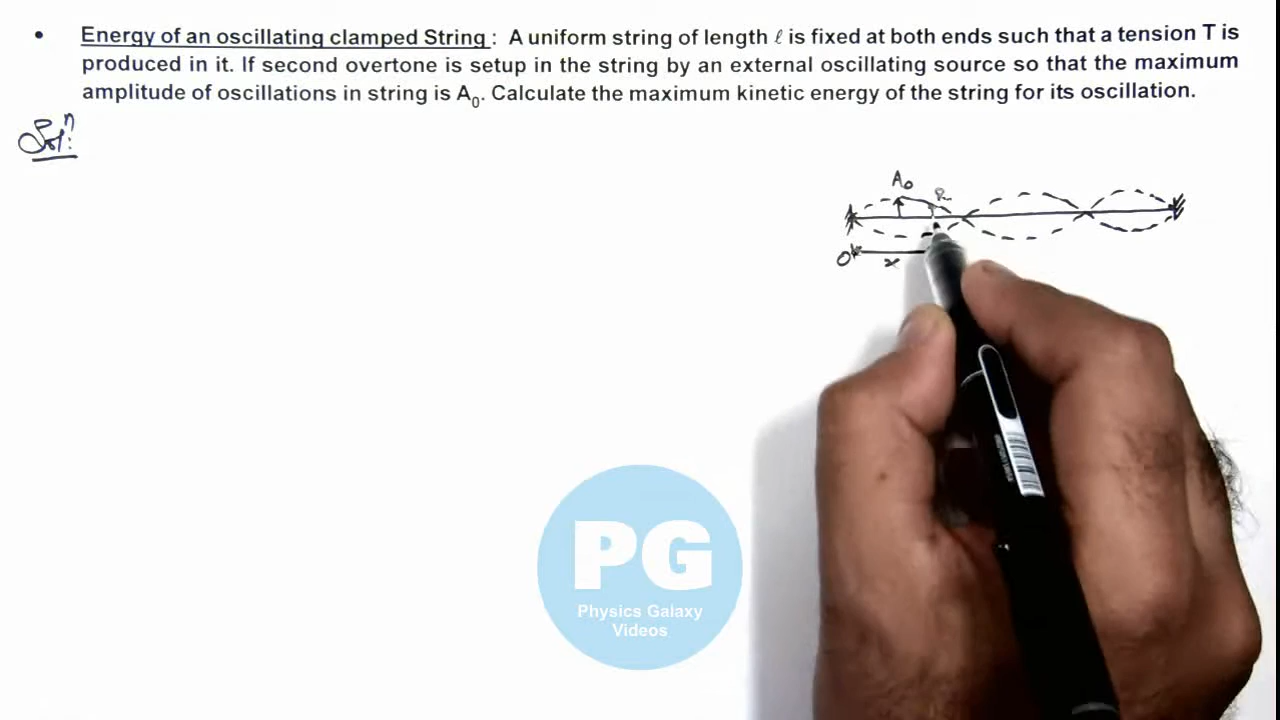 • Energy of an oscillating clamped String : A uniform string of length ℓ is fixed at both ends such that a tension T is
produced in it. If second overtone is setup in the string by an external oscillating source so that the maximum
amplitude of oscillations in string is A₀. Calculate the maximum kinetic energy of the string for its oscillation.
Solⁿ:
A₀
R
O x
PG
Physics Galaxy
Videos